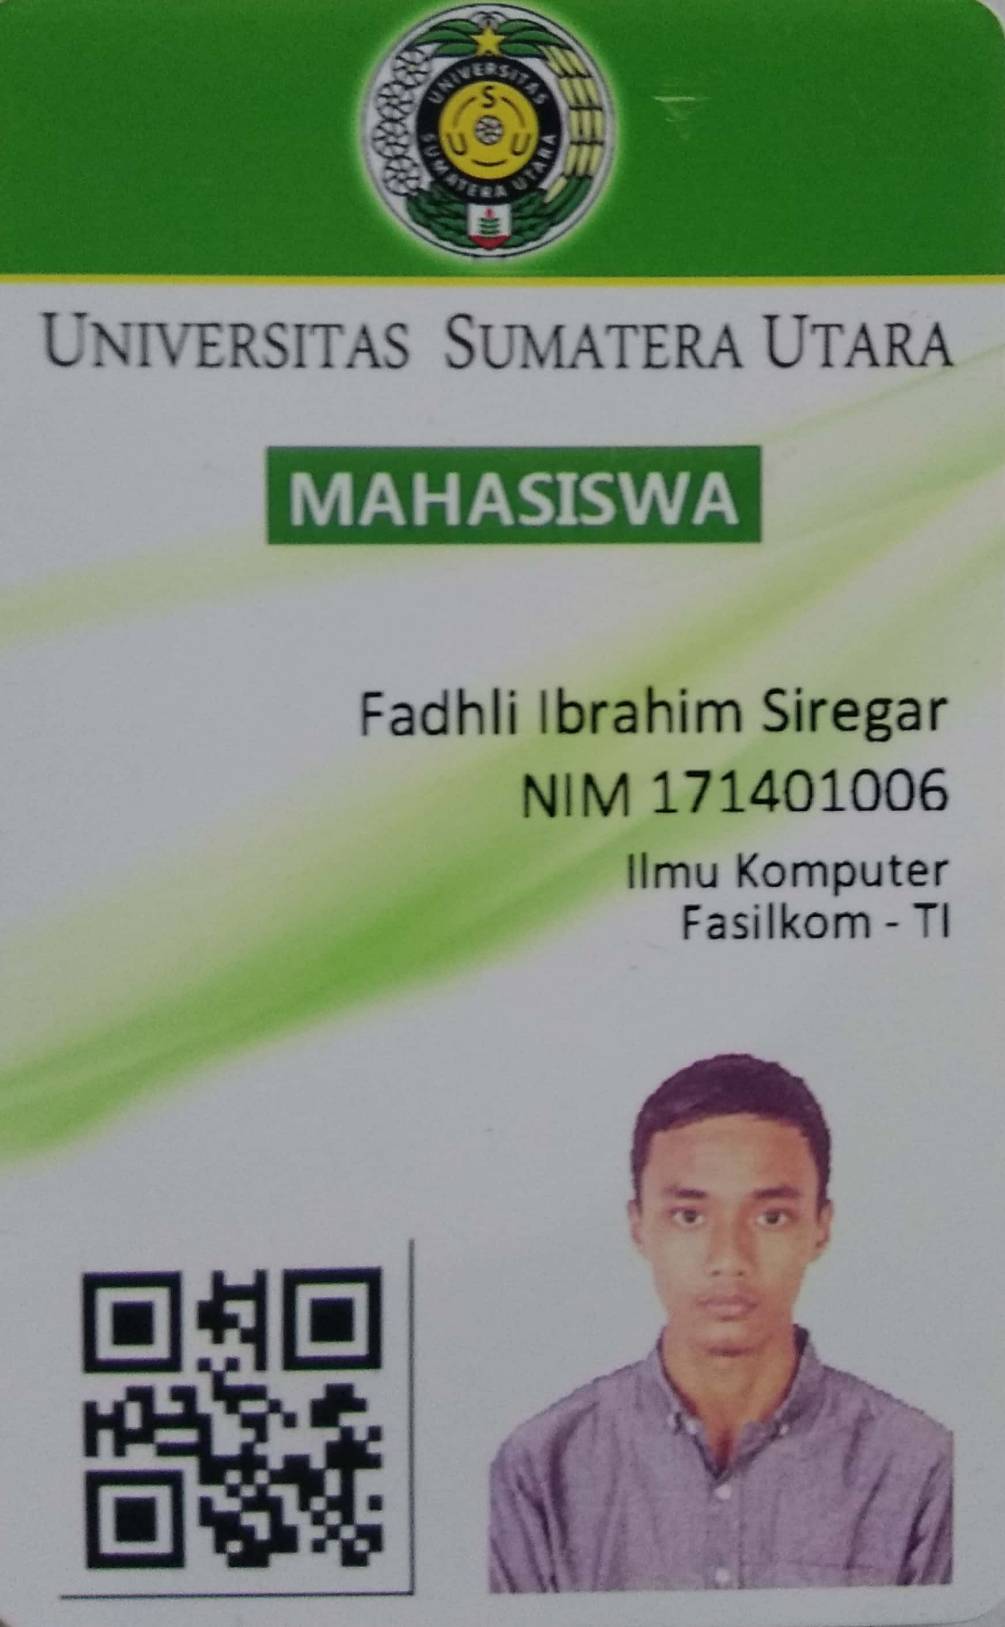 UNIVERSITAS
S
U U
SUMATERA UTARA
UNIVERSITAS SUMATERA UTARA
MAHASISWA
Fadhli Ibrahim Siregar
NIM 171401006
Ilmu Komputer
Fasilkom - TI